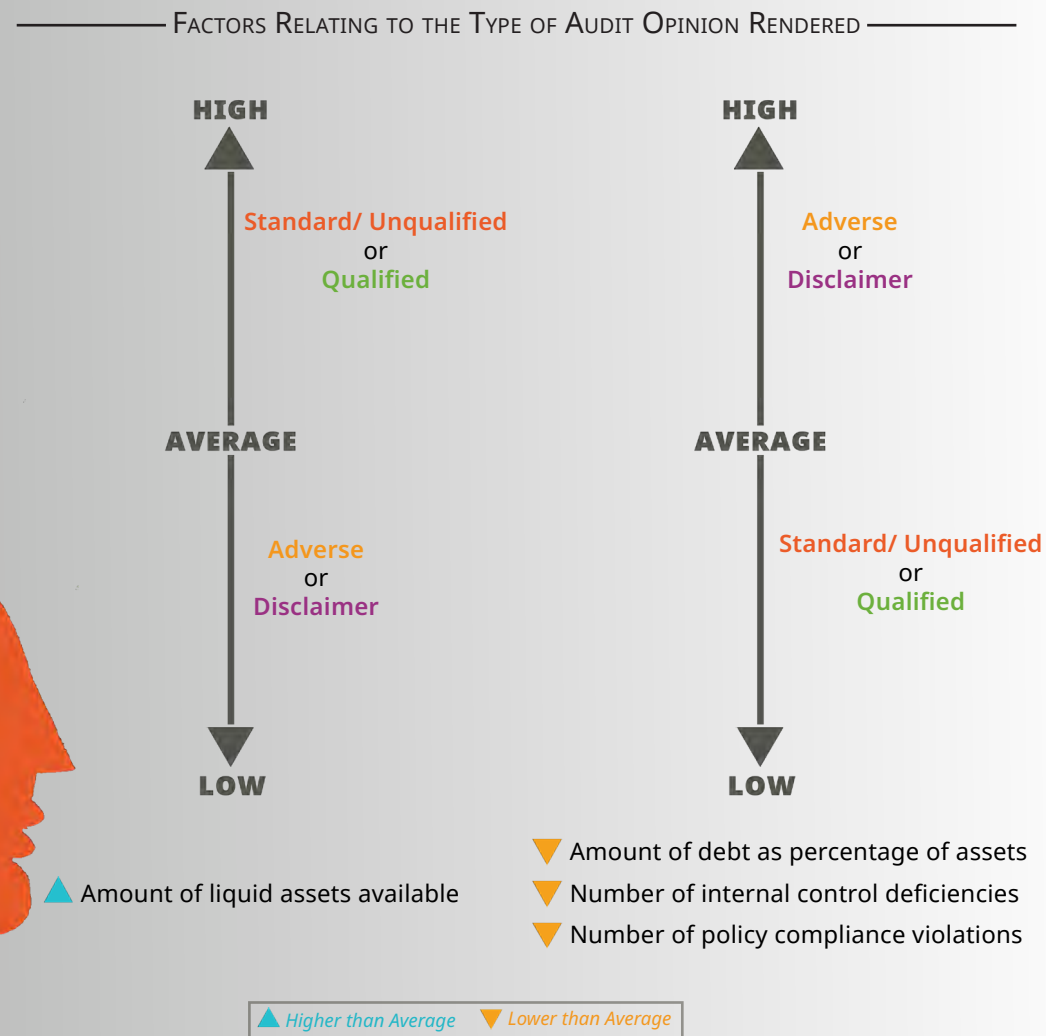 FACTORS RELATING TO THE TYPE OF AUDIT OPINION RENDERED
HIGH
Standard/ Unqualified
or
Qualified
AVERAGE
Adverse
or
Disclaimer
LOW
Amount of liquid assets available
HIGH
Adverse
or
Disclaimer
AVERAGE
Standard/ Unqualified
or
Qualified
LOW
Amount of debt as percentage of assets
Number of internal control deficiencies
Number of policy compliance violations
Higher than Average Lower than Average